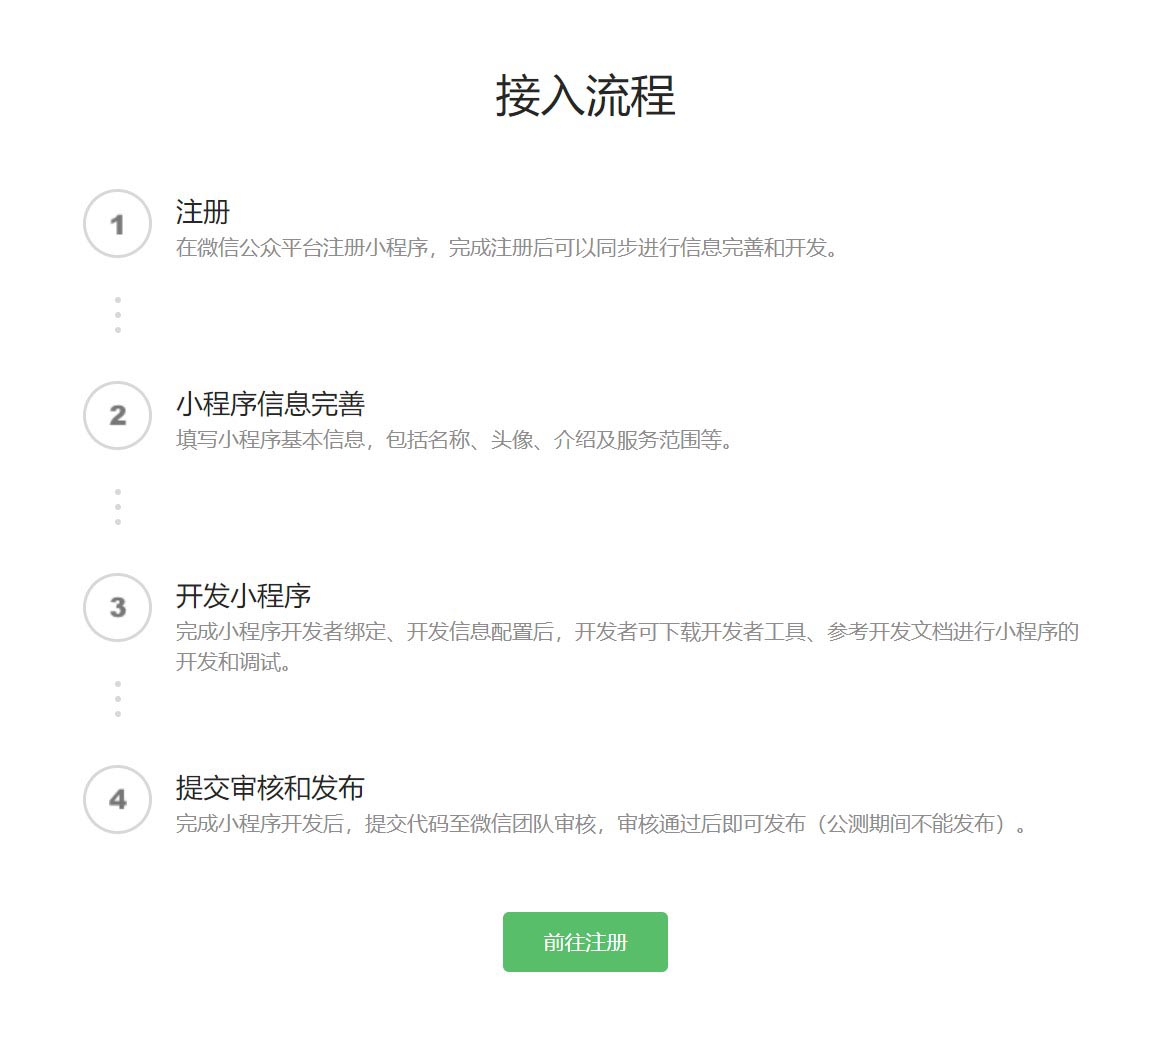 接入流程
1
注册
在微信公众平台注册小程序，完成注册后可以同步进行信息完善和开发。
2
小程序信息完善
填写小程序基本信息，包括名称、头像、介绍及服务范围等。
3
开发小程序
完成小程序开发者绑定、开发信息配置后，开发者可下载开发者工具、参考开发文档进行小程序的
开发和调试。
4
提交审核和发布
完成小程序开发后，提交代码至微信团队审核，审核通过后即可发布（公测期间不能发布）。
前往注册